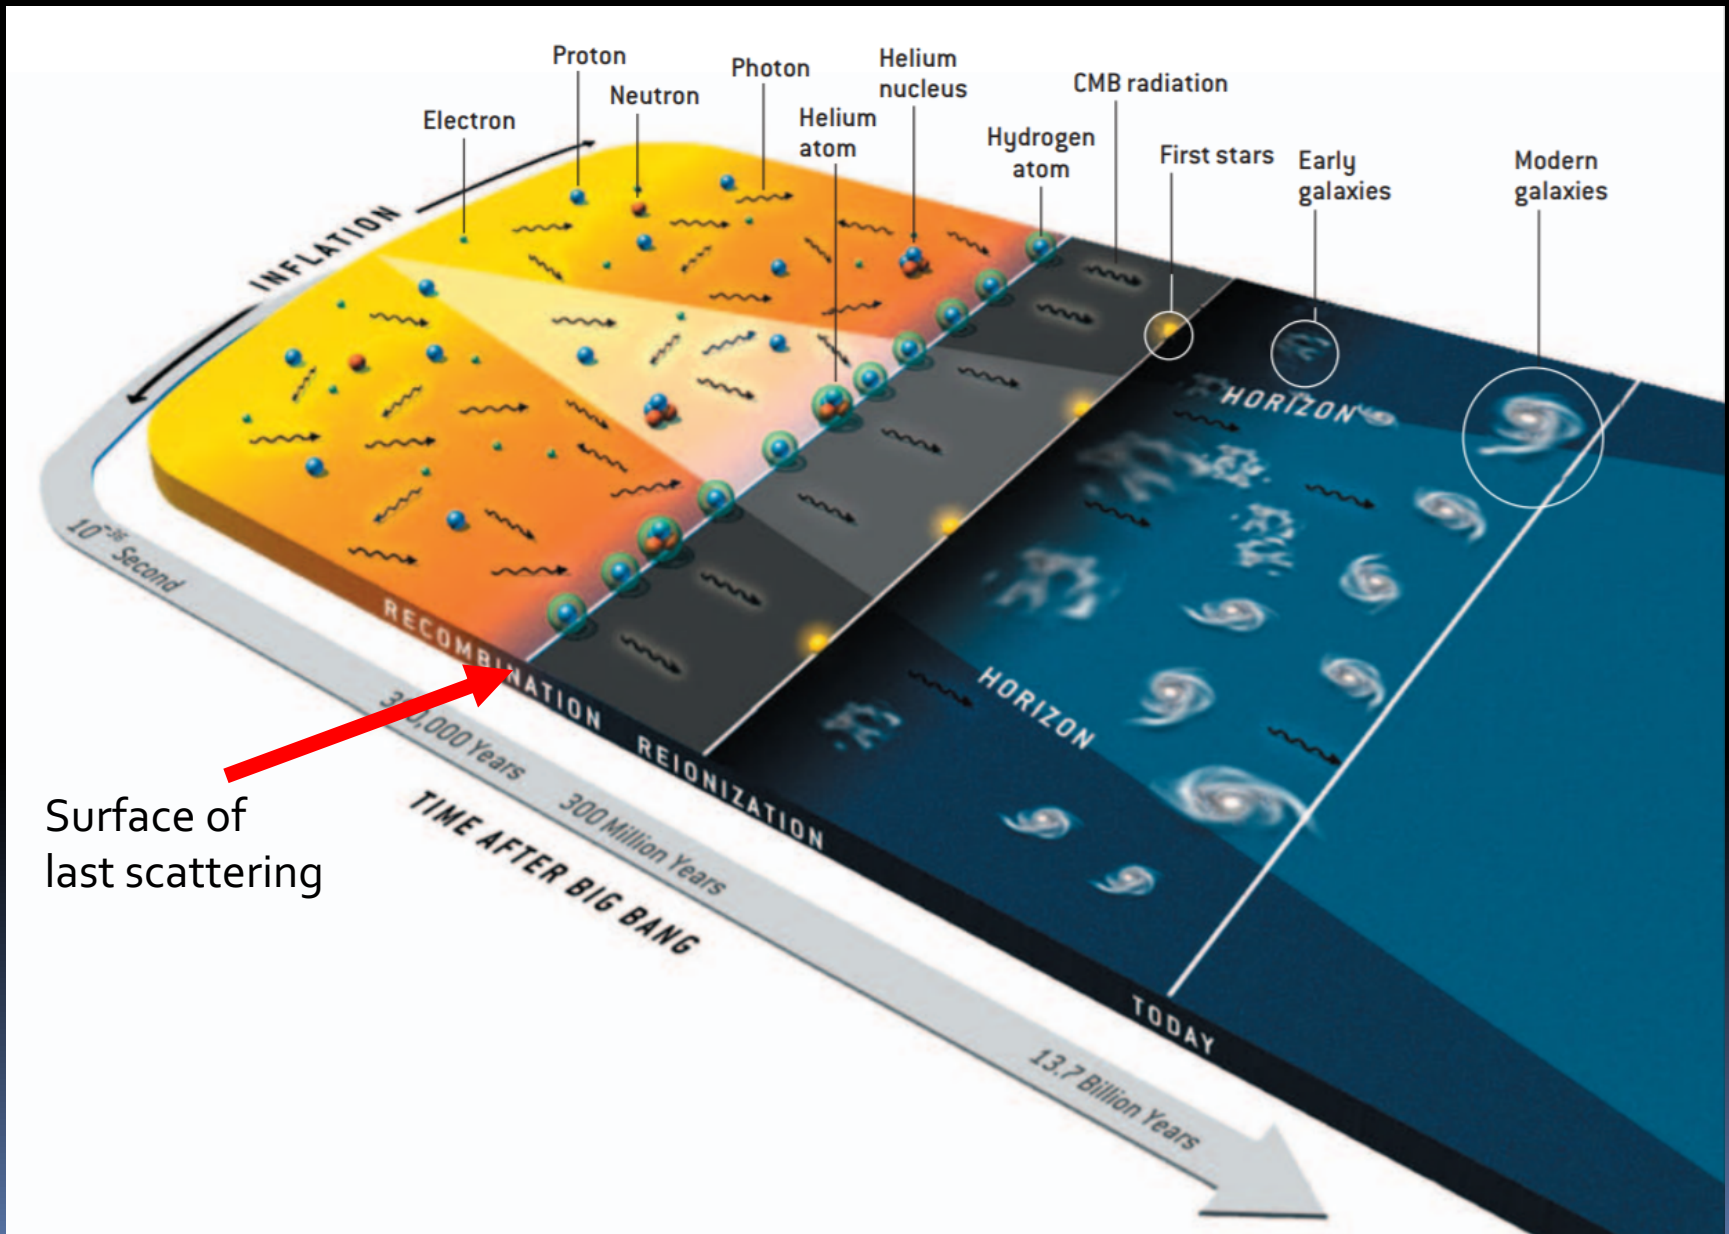 Proton
Neutron
Electron
Photon
Helium
atom
Helium
nucleus
Hydrogen
atom
CMB radiation
First stars
Early
galaxies
Modern
galaxies
INFLATION
HORIZON
HORIZON
10⁻³⁶ Second
RECOMBINATION
Years
REIONIZATION
300 Million Years
TIME AFTER BIG BANG
TODAY
13.7 Billion Years
Surface of
last scattering